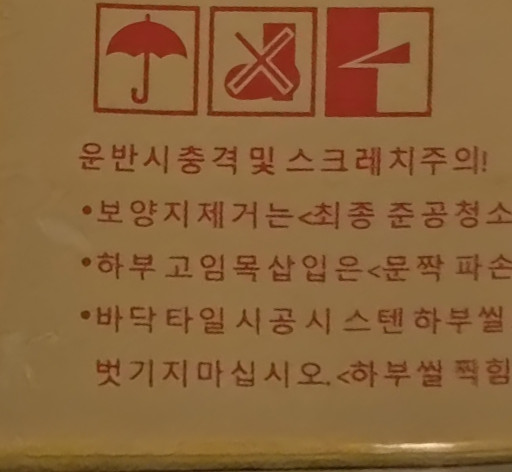 운반시충격및 스크레치주의!
•보양지제거는<최종 준공청소
•하부고임목삽입은<문짝 파손
•바닥타일시공시 스텐하부씰
벗기지마십시오.<하부씰 찍힘